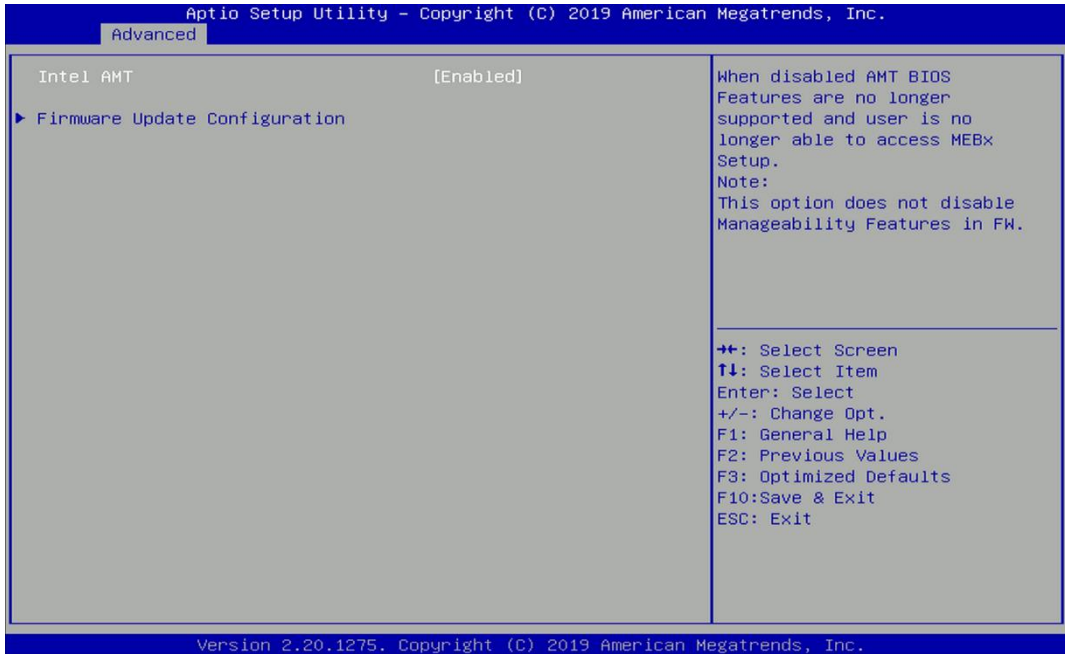 Aptio Setup Utility – Copyright (C) 2019 American Megatrends, Inc.
Advanced
Intel AMT [Enabled]
▶ Firmware Update Configuration
When disabled AMT BIOS
Features are no longer
supported and user is no
longer able to access MEBx
Setup.
Note:
This option does not disable
Manageability Features in FW.
→←: Select Screen
↑↓: Select Item
Enter: Select
+/-: Change Opt.
F1: General Help
F2: Previous Values
F3: Optimized Defaults
F10:Save & Exit
ESC: Exit
Version 2.20.1275. Copyright (C) 2019 American Megatrends, Inc.